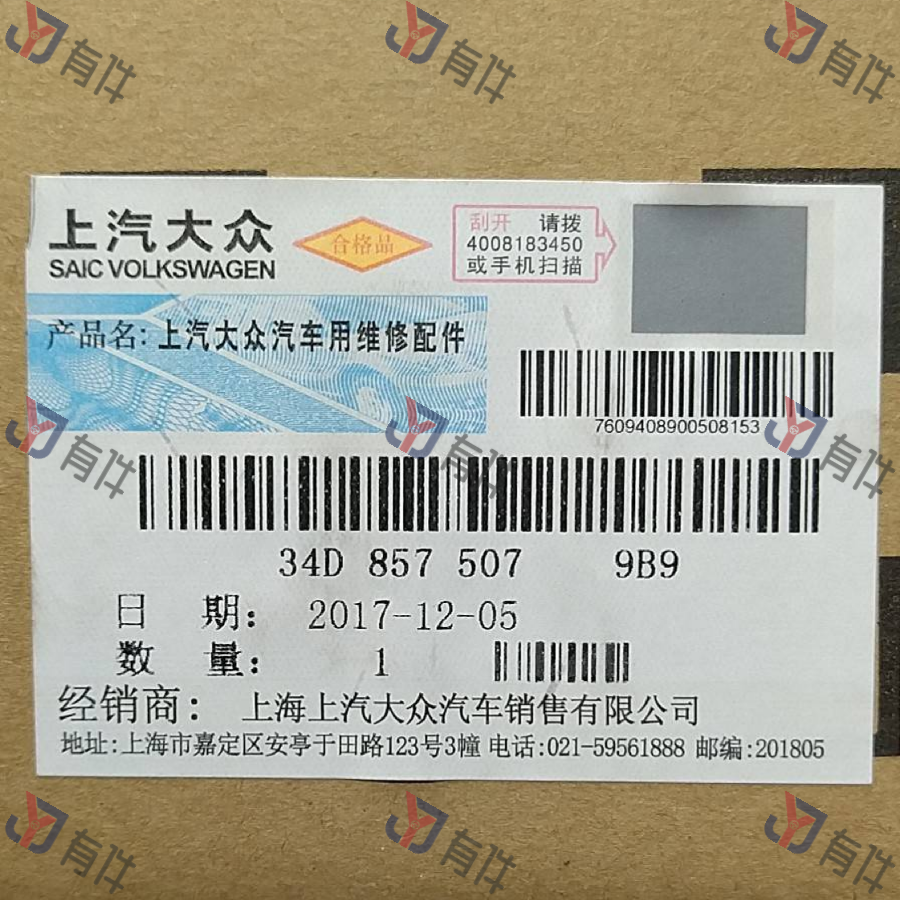 上汽大众
SAIC VOLKSWAGEN
合格品
刮开 请拨
4008183450
或手机扫描
产品名: 上汽大众汽车用维修配件
7609408900508153
34D 857 507 9B9
日 期: 2017-12-05
数 量: 1
经销商: 上海上汽大众汽车销售有限公司
地址:上海市嘉定区安亭于田路123号3幢 电话:021-59561888 邮编:201805
有件
有件
有件
有件
有件
有件
有件
有件
有件